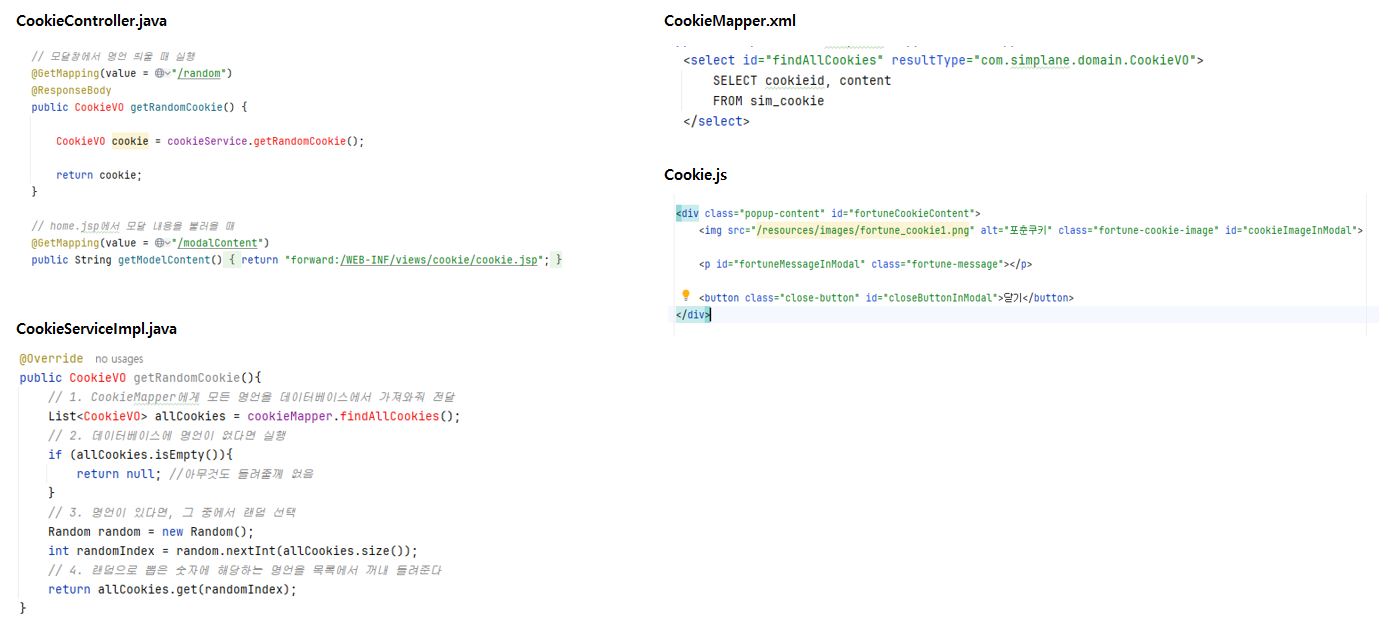 CookieController.java
// 모달창에서 명언 띄울 때 실행
@GetMapping(value = "/random")
@ResponseBody
public CookieVO getRandomCookie() {
CookieVO cookie = cookieService.getRandomCookie();
return cookie;
}
// home.jsp에서 모달 내용을 불러올 때
@GetMapping(value = "/modalContent")
public String getModelContent() { return "forward:/WEB-INF/views/cookie/cookie.jsp"; }
CookieServiceImpl.java
@Override no usages
public CookieVO getRandomCookie(){
// 1. CookieMapper에게 모든 명언을 데이터베이스에서 가져와줘 전달
List<CookieVO> allCookies = cookieMapper.findAllCookies();
// 2. 데이터베이스에 명언이 없다면 실행
if (allCookies.isEmpty()){
return null; //아무것도 돌려줄께 없음
}
// 3. 명언이 있다면, 그 중에서 랜덤 선택
Random random = new Random();
int randomIndex = random.nextInt(allCookies.size());
// 4. 랜덤으로 뽑은 숫자에 해당하는 명언을 목록에서 꺼내 돌려준다
return allCookies.get(randomIndex);
}
CookieMapper.xml
<select id="findAllCookies" resultType="com.simplane.domain.CookieVO">
SELECT cookieid, content
FROM sim_cookie
</select>
Cookie.js
<div class="popup-content" id="fortuneCookieContent">
<img src="/resources/images/fortune_cookie1.png" alt="포춘쿠키" class="fortune-cookie-image" id="cookieImageInModal">
<p id="fortuneMessageInModal" class="fortune-message"></p>
<button class="close-button" id="closeButtonInModal">닫기</button>
</div>